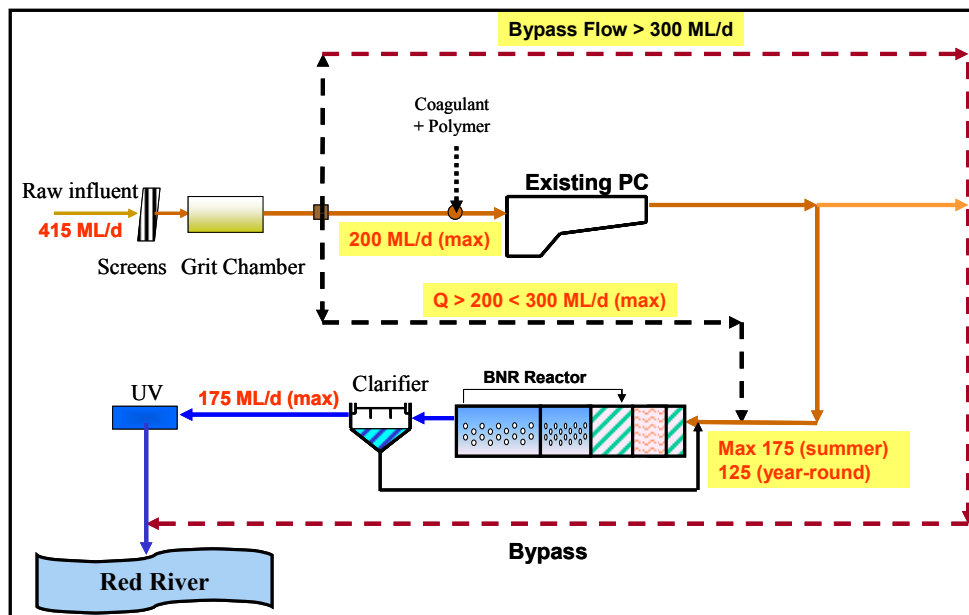 Bypass Flow > 300 ML/d
Coagulant
+ Polymer
Existing PC
Raw influent
415 ML/d
200 ML/d (max)
Screens
Grit Chamber
Q > 200 < 300 ML/d (max)
UV
175 ML/d (max)
Clarifier
BNR Reactor
Max 175 (summer)
125 (year-round)
Bypass
Red River